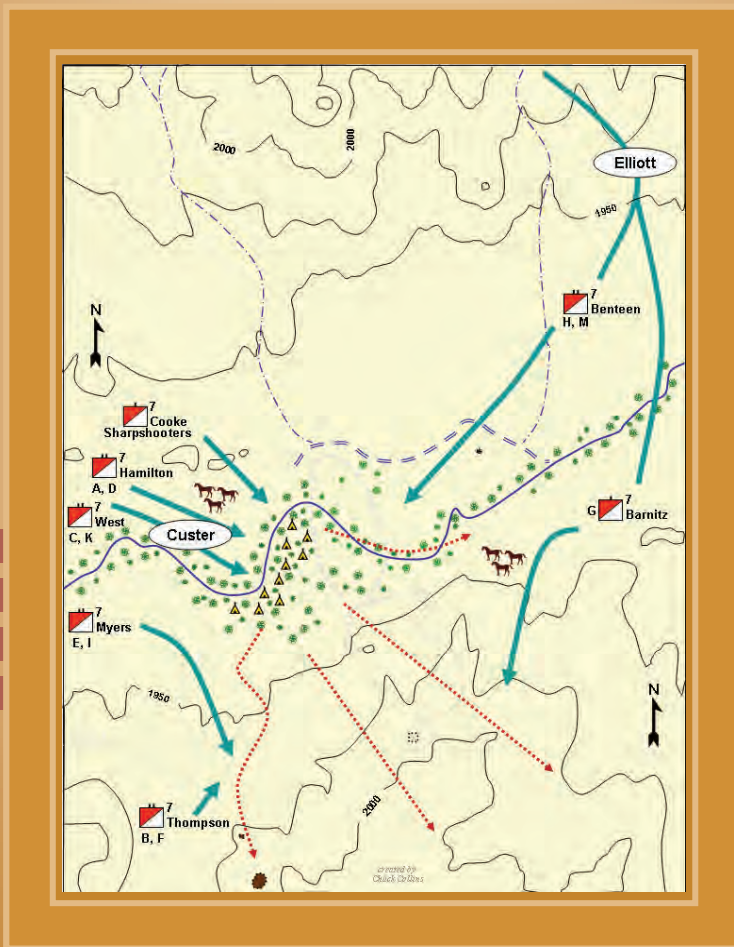 2000
2000
Elliott
1950
7
Benteen
H, M
N
7
Cooke
Sharpshooters
7
Hamilton
A, D
7
West
C, K
Custer
7
G
Barnitz
7
Myers
E, I
1950
N
7
Thompson
B, F
2000
created by
Chuck Collins